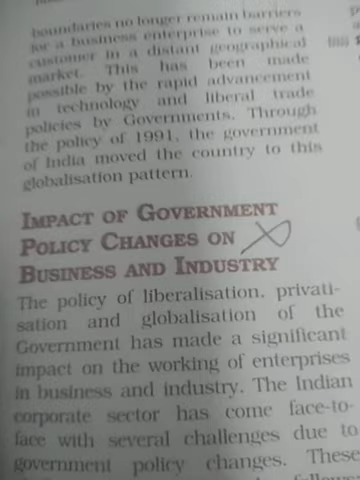 boundaries no longer remain barriers
for a business enterprise to serve a
customer in a distant geographical
market. This has been made
possible by the rapid advancement
in technology and liberal trade
policies by Governments. Through
the policy of 1991, the government
of India moved the country to this
globalisation pattern.
IMPACT OF GOVERNMENT
POLICY CHANGES ON
BUSINESS AND INDUSTRY
The policy of liberalisation, privati-
sation and globalisation of the
Government has made a significant
impact on the working of enterprises
in business and industry. The Indian
corporate sector has come face-to-
face with several challenges due to
government policy changes. These